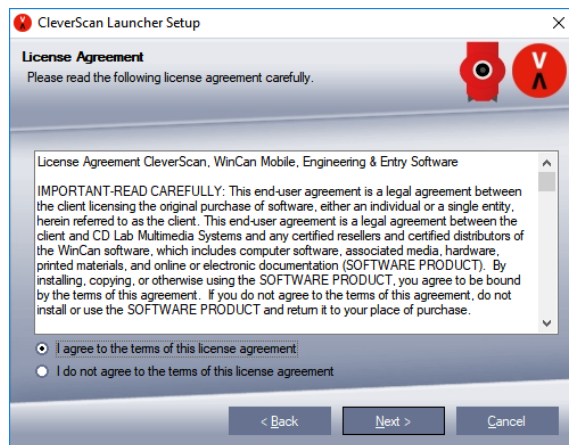 CleverScan Launcher Setup
License Agreement
Please read the following license agreement carefully.
License Agreement CleverScan, WinCan Mobile, Engineering & Entry Software
IMPORTANT-READ CAREFULLY: This end-user agreement is a legal agreement between
the client licensing the original purchase of software, either an individual or a single entity,
herein referred to as the client. This end-user agreement is a legal agreement between the
client and CD Lab Multimedia Systems and any certified resellers and certified distributors of
the WinCan software, which includes computer software, associated media, hardware,
printed materials, and online or electronic documentation (SOFTWARE PRODUCT).  By
installing, copying, or otherwise using the SOFTWARE PRODUCT, you agree to be bound
by the terms of this agreement.  If you do not agree to the terms of this agreement, do not
install or use the SOFTWARE PRODUCT and return it to your place of purchase.
I agree to the terms of this license agreement
I do not agree to the terms of this license agreement
< Back
Next >
Cancel